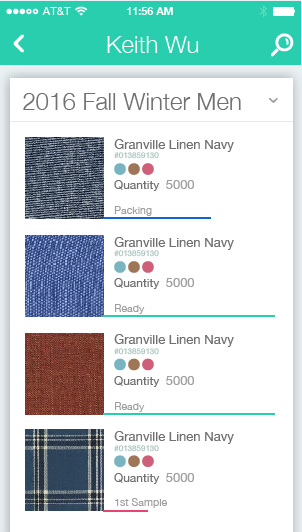 AT&T 11:56 AM
Keith Wu
2016 Fall Winter Men
Granville Linen Navy
#013859130
Quantity 5000
Packing
Granville Linen Navy
#013859130
Quantity 5000
Ready
Granville Linen Navy
#013859130
Quantity 5000
Ready
Granville Linen Navy
#013859130
Quantity 5000
1st Sample